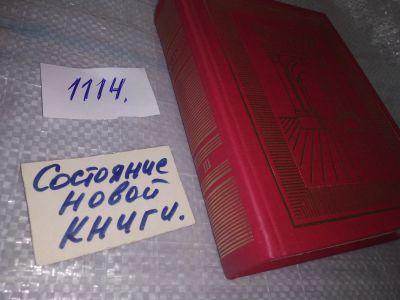 1114.
Состояние
новой
книги.